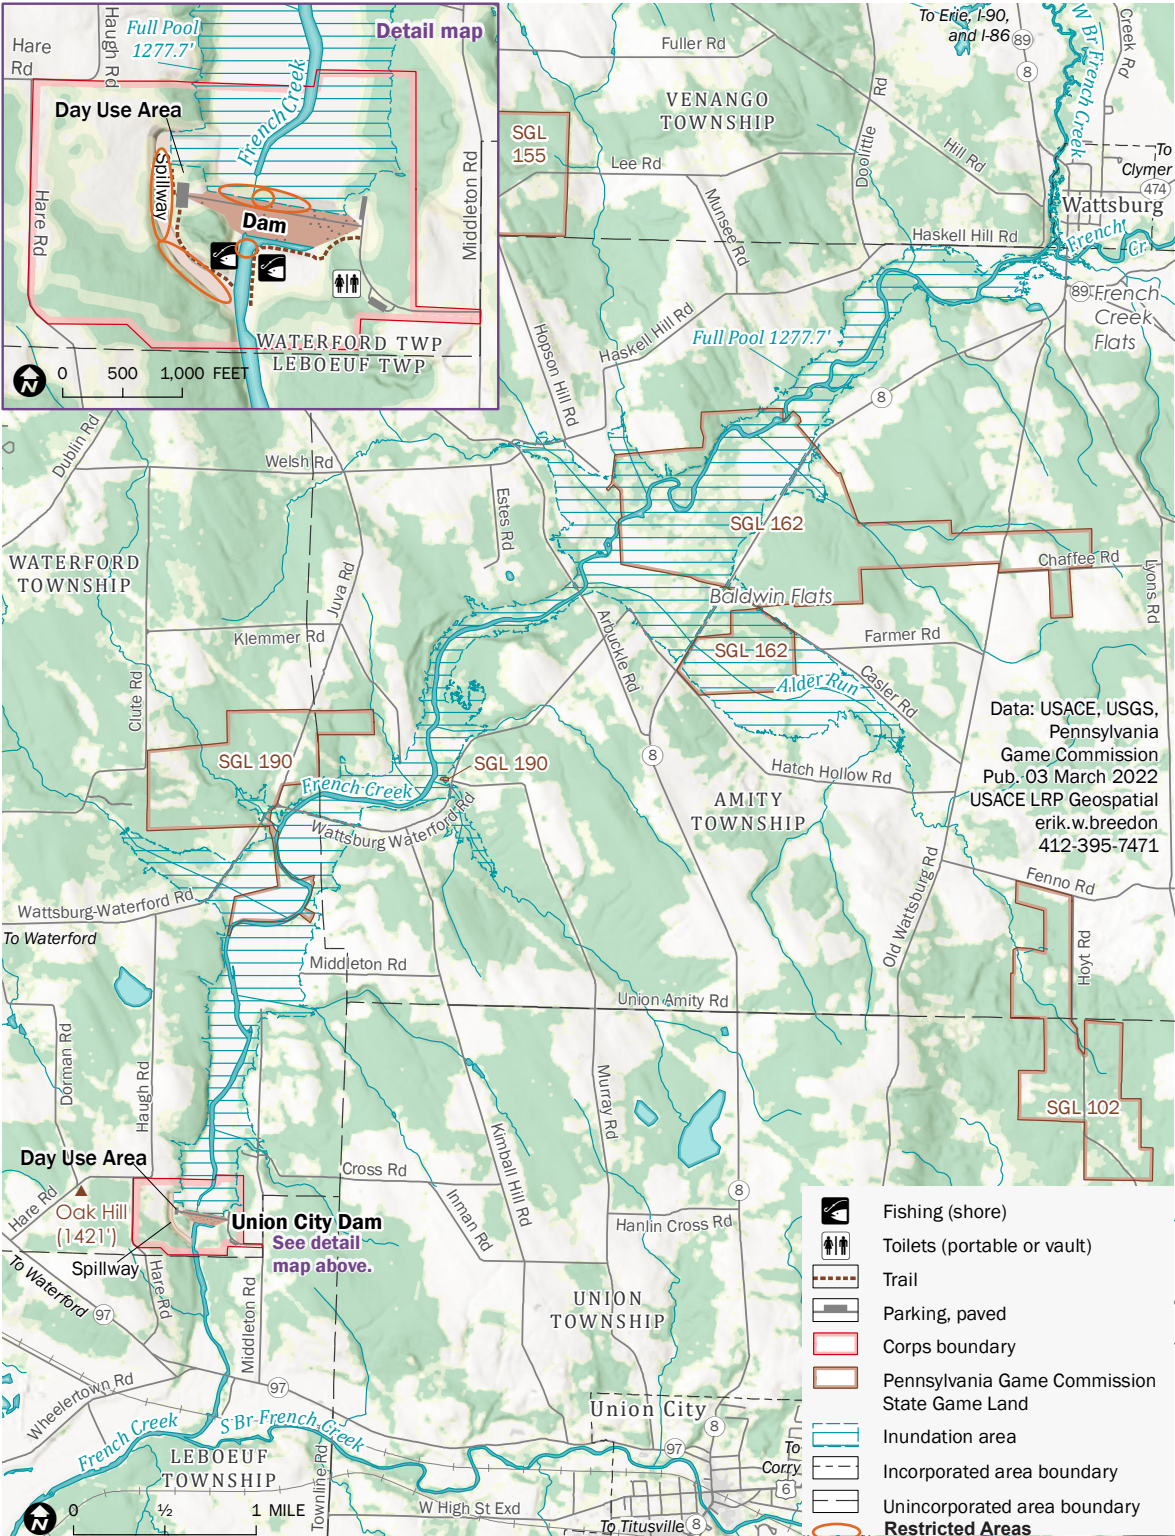 Detail map
Full Pool
1277.7'
Hare
Rd
Haugh Rd
French Creek
Day Use Area
Spillway
Dam
Hare Rd
Middleton Rd
WATERFORD TWP
LEBOEUF TWP
N
0 500 1,000 FEET
To Erie, I-90,
and I-86
89
8
W Br French Creek
Creek Rd
Fuller Rd
VENANGO
TOWNSHIP
Doolittle Rd
SGL
155
Lee Rd
Hill Rd
To
Clymer
474
Wattsburg
Munsee Rd
Haskell Hill Rd
French
Cr
89
French
Creek
Flats
Hopson Hill Rd
Haskell Hill Rd
Full Pool 1277.7'
8
Dublin Rd
Welsh Rd
Estes Rd
SGL 162
WATERFORD
TOWNSHIP
Chaffee Rd
Lyons Rd
Juva Rd
Baldwin Flats
Klemmer Rd
Arbuckle Rd
Farmer Rd
SGL 162
Alder Run
Casler Rd
Clute Rd
Data: USACE, USGS,
Pennsylvania
Game Commission
Pub. 03 March 2022
USACE LRP Geospatial
erik.w.breedon
412-395-7471
8
SGL 190
SGL 190
Hatch Hollow Rd
French Creek
AMITY
TOWNSHIP
Wattsburg Waterford Rd
Old Wattsburg Rd
Fenno Rd
Wattsburg-Waterford Rd
To Waterford
Hoyt Rd
Middleton Rd
Union Amity Rd
Dorman Rd
Haugh Rd
Murray Rd
SGL 102
Kimball Hill Rd
Day Use Area
Cross Rd
Inman Rd
8
Hare Rd
Oak Hill
(1421')
Union City Dam
See detail
map above.
Hanlin Cross Rd
Spillway
To Waterford
97
Hare Rd
Middleton Rd
UNION
TOWNSHIP
Wheelertown Rd
97
Union City
8
French Creek
S Br French Creek
LEBOEUF
TOWNSHIP
Townline Rd
97
To
Corry
6
W High St Exd
To Titusville
8
N
0 ½ 1 MILE
Fishing (shore)
Toilets (portable or vault)
Trail
Parking, paved
Corps boundary
Pennsylvania Game Commission
State Game Land
Inundation area
Incorporated area boundary
Unincorporated area boundary
Restricted Areas